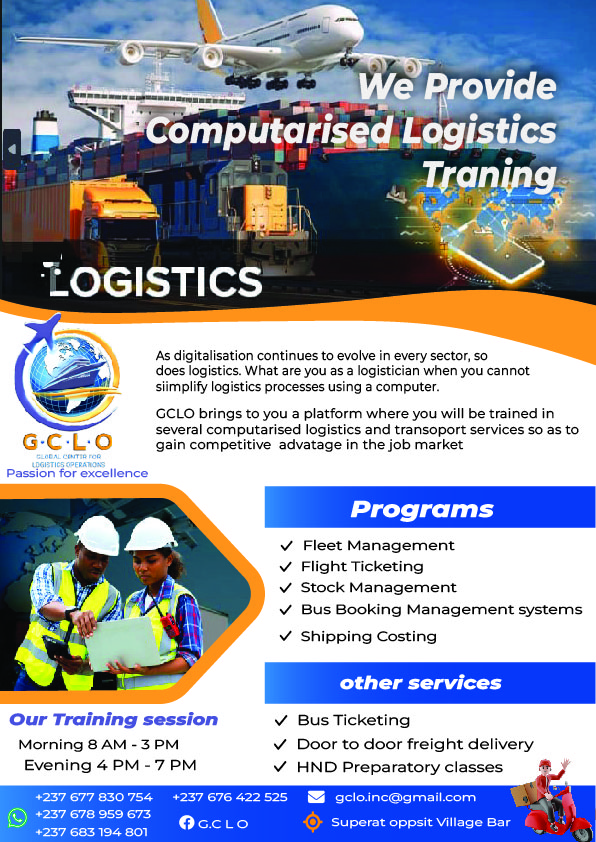 We Provide
Computarised Logistics
Traning
LOGISTICS
As digitalisation continues to evolve in every sector, so
does logistics. What are you as a logistician when you cannot
siimplify logistics processes using a computer.
GCLO brings to you a platform where you will be trained in
several computarised logistics and transoport services so as to
gain competitive advatage in the job market
G·C·L·O
GLOBAL CENTER FOR
LOGISTICS OPERATIONS
Passion for excellence
Programs
Fleet Management
Flight Ticketing
Stock Management
Bus Booking Management systems
Shipping Costing
other services
Bus Ticketing
Door to door freight delivery
HND Preparatory classes
Our Training session
Morning 8 AM - 3 PM
Evening 4 PM - 7 PM
+237 677 830 754
+237 678 959 673
+237 683 194 801
+237 676 422 525
G.C L O
gclo.inc@gmail.com
Superat oppsit Village Bar